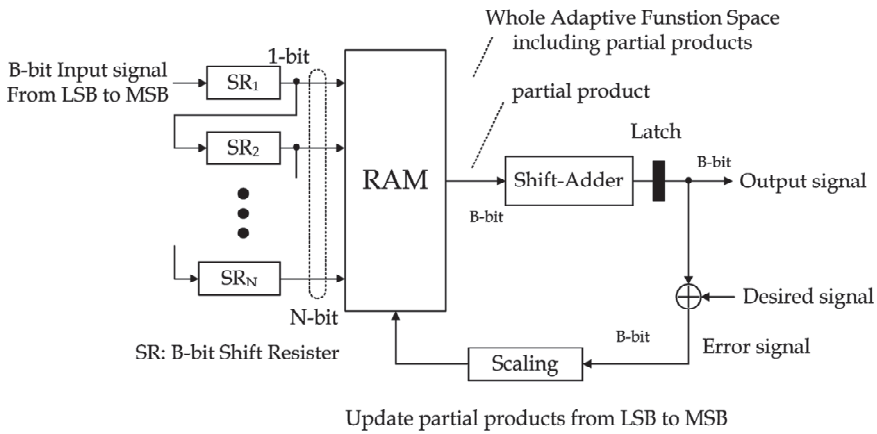 Whole Adaptive Funstion Space
including partial products
1-bit
B-bit Input signal
From LSB to MSB
SR1
partial product
Latch
SR2
RAM
Shift-Adder
B-bit
Output signal
B-bit
SRN
Desired signal
N-bit
B-bit
Error signal
SR: B-bit Shift Resister
Scaling
Update partial products from LSB to MSB